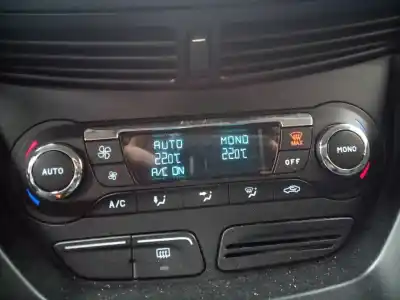 AUTO MONO
22.0°C 22.0°C
A/C ON
MAX
OFF
AUTO
MONO
A/C